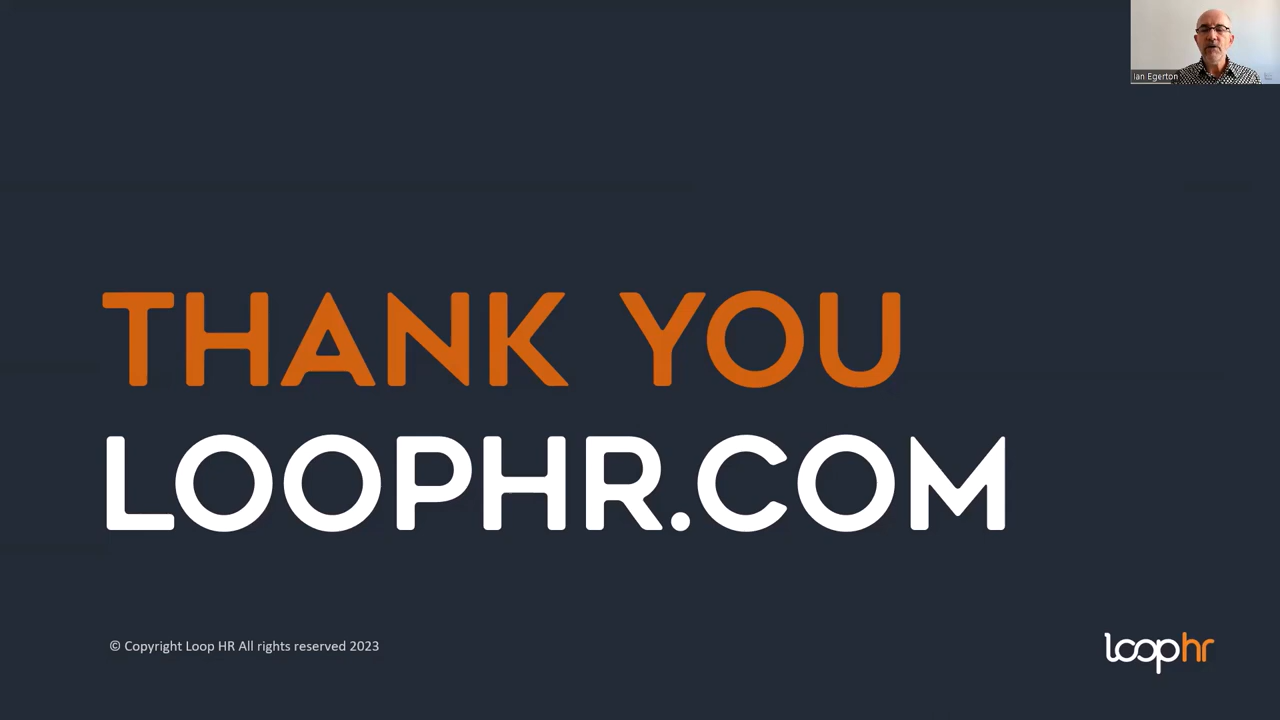 Ian Egerton
THANK YOU
LOOPHR.COM
© Copyright Loop HR All rights reserved 2023
loophr